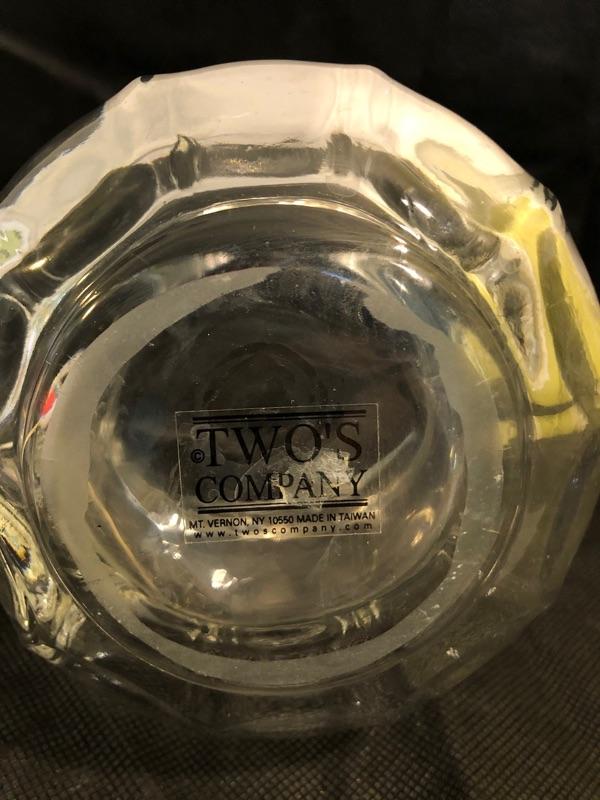 © TWO'S
COMPANY
MT. VERNON, NY 10550 MADE IN TAIWAN
www.twoscompany.com